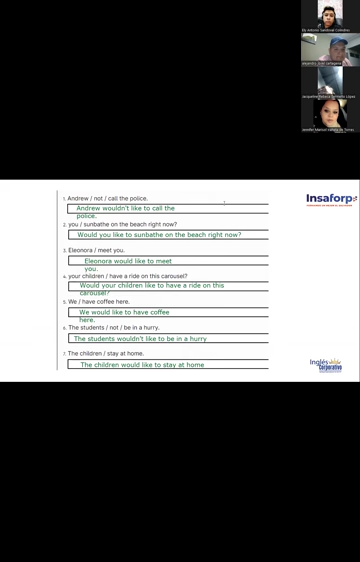 Insaforp
1. Andrew / not / call the police.
Andrew wouldn't like to call the
police.
2. you / sunbathe on the beach right now?
Would you like to sunbathe on the beach right now?
3. Eleonora / meet you.
Eleonora would like to meet
you.
4. your children / have a ride on this carousel?
Would your children like to have a ride on this
carousel?
5. We / have coffee here.
We would like to have coffee
here.
6. The students / not / be in a hurry.
The students wouldn't like to be in a hurry
7. The children / stay at home.
The children would like to stay at home
Inglés
Corporativo